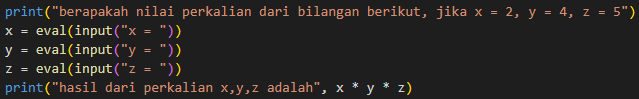 print("berapakah nilai perkalian dari bilangan berikut, jika x = 2, y = 4, z = 5")
x = eval(input("x = "))
y = eval(input("y = "))
z = eval(input("z = "))
print("hasil dari perkalian x,y,z adalah", x * y * z)